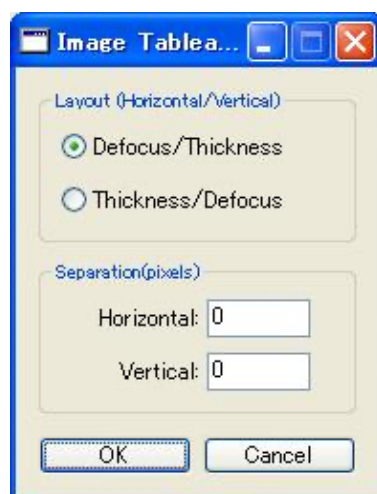 Image Tablea...
Layout (Horizontal/Vertical)
Defocus/Thickness
Thickness/Defocus
Separation(pixels)
Horizontal: 0
Vertical: 0
OK Cancel